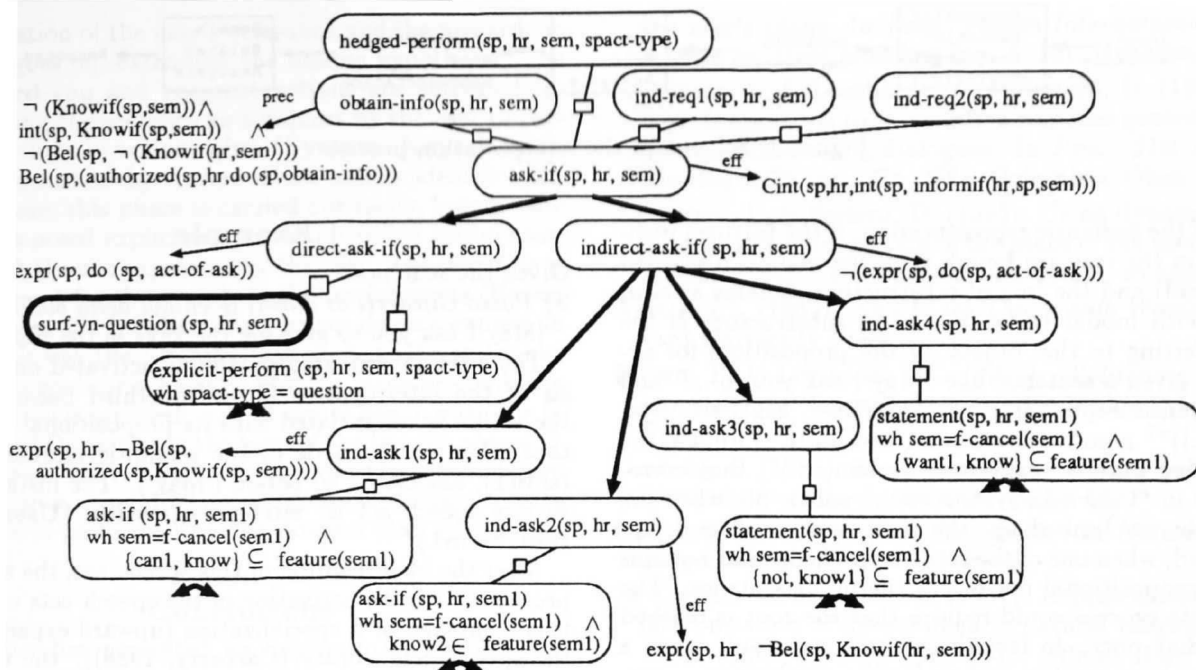 hedged-perform(sp, hr, sem, spact-type)
¬ (Knowif(sp,sem))∧
int(sp, Knowif(sp,sem)) ∧
¬(Bel(sp, ¬ (Knowif(hr,sem))))
Bel(sp,(authorized(sp,hr,do(sp,obtain-info)))
prec
obtain-info(sp, hr, sem)
ind-req1(sp, hr, sem)
ind-req2(sp, hr, sem)
ask-if(sp, hr, sem)
eff
Cint(sp,hr,int(sp, informif(hr,sp,sem)))
eff
direct-ask-if(sp, hr, sem)
indirect-ask-if( sp, hr, sem)
eff
expr(sp, do (sp, act-of-ask))
¬(expr(sp, do(sp, act-of-ask)))
surf-yn-question (sp, hr, sem)
ind-ask4(sp, hr, sem)
explicit-perform (sp, hr, sem, spact-type)
wh spact-type = question
statement(sp, hr, sem1)
wh sem=f-cancel(sem1) ∧
{want1, know} ⊆ feature(sem1)
ind-ask3(sp, hr, sem)
eff
expr(sp, hr, ¬Bel(sp,
authorized(sp,Knowif(sp, sem))))
ind-ask1(sp, hr, sem)
ask-if (sp, hr, sem1)
wh sem=f-cancel(sem1) ∧
{can1, know} ⊆ feature(sem1)
ind-ask2(sp, hr, sem)
statement(sp, hr, sem1)
wh sem=f-cancel(sem1) ∧
{not, know1} ⊆ feature(sem1)
ask-if (sp, hr, sem1)
wh sem=f-cancel(sem1) ∧
know2 ∈ feature(sem1)
eff
expr(sp, hr, ¬Bel(sp, Knowif(hr, sem)))